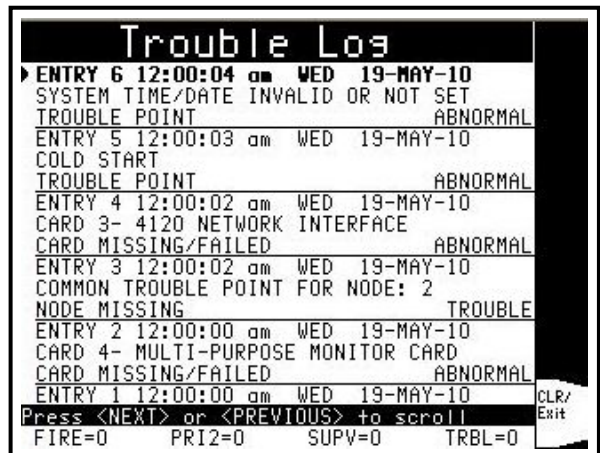 Trouble Log
ENTRY 6 12:00:04 am WED 19-MAY-10
SYSTEM TIME/DATE INVALID OR NOT SET
TROUBLE POINT ABNORMAL
ENTRY 5 12:00:03 am WED 19-MAY-10
COLD START
TROUBLE POINT ABNORMAL
ENTRY 4 12:00:02 am WED 19-MAY-10
CARD 3- 4120 NETWORK INTERFACE
CARD MISSING/FAILED ABNORMAL
ENTRY 3 12:00:02 am WED 19-MAY-10
COMMON TROUBLE POINT FOR NODE: 2
NODE MISSING TROUBLE
ENTRY 2 12:00:00 am WED 19-MAY-10
CARD 4- MULTI-PURPOSE MONITOR CARD
CARD MISSING/FAILED ABNORMAL
ENTRY 1 12:00:00 am WED 19-MAY-10
Press <NEXT> or <PREVIOUS> to scroll
FIRE=0 PRI2=0 SUPV=0 TRBL=0
CLR/
Exit